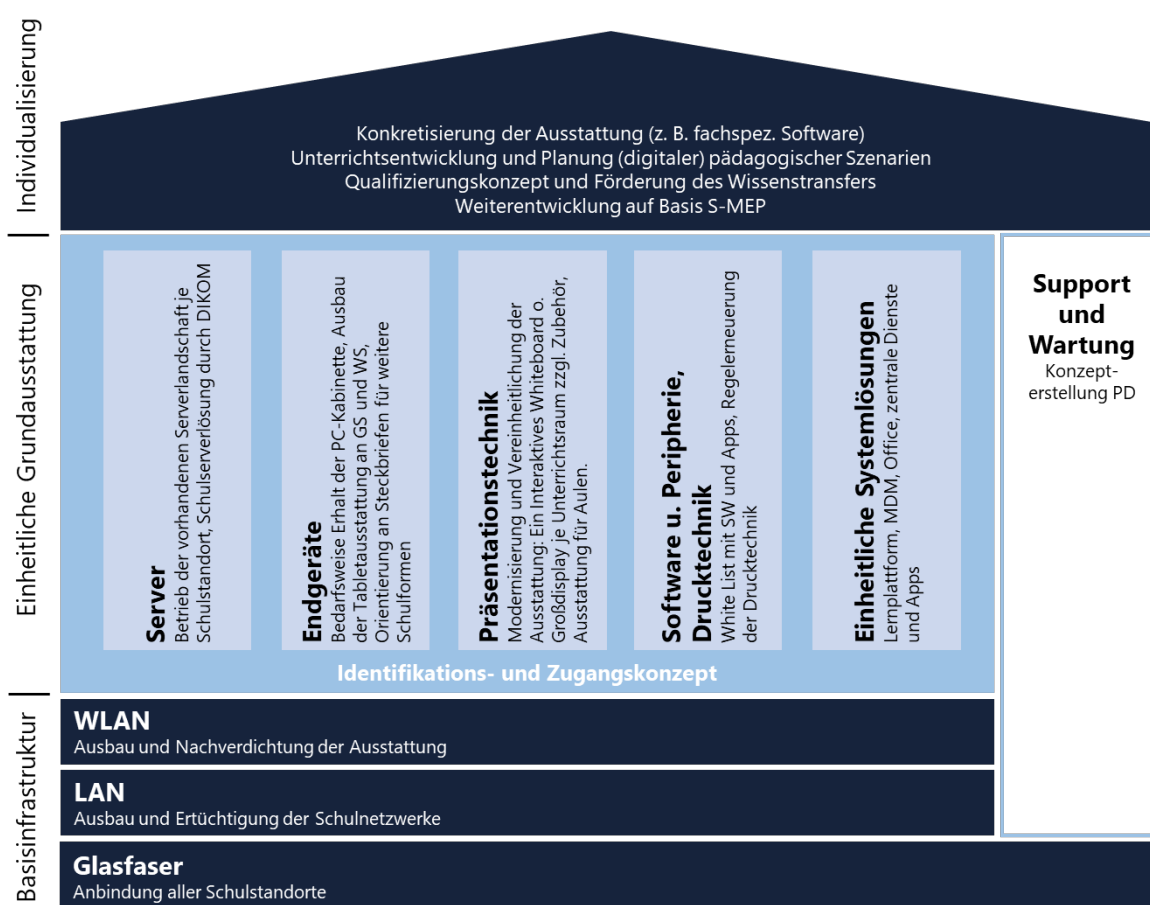 Individualisierung
Konkretisierung der Ausstattung (z. B. fachspez. Software)
Unterrichtsentwicklung und Planung (digitaler) pädagogischer Szenarien
Qualifizierungskonzept und Förderung des Wissenstransfers
Weiterentwicklung auf Basis S-MEP
Einheitliche Grundausstattung
Server
Betrieb der vorhandenen Serverlandschaft je
Schulstandort, Schulserverlösung durch DIKOM
Endgeräte
Bedarfsweise Erhalt der PC-Kabinette, Ausbau
der Tabletausstattung an GS und WS,
Orientierung an Steckbriefen für weitere
Schulformen
Präsentationstechnik
Modernisierung und Vereinheitlichung der
Ausstattung: Ein Interaktives Whiteboard o.
Großdisplay je Unterrichtsraum zzgl. Zubehör,
Ausstattung für Aulen.
Software u. Peripherie,
Drucktechnik
White List mit SW und Apps, Regelerneuerung
der Drucktechnik
Einheitliche Systemlösungen
Lernplattform, MDM, Office, zentrale Dienste
und Apps
Identifikations- und Zugangskonzept
Support
und
Wartung
Konzept-
erstellung PD
Basisinfrastruktur
WLAN
Ausbau und Nachverdichtung der Ausstattung
LAN
Ausbau und Ertüchtigung der Schulnetzwerke
Glasfaser
Anbindung aller Schulstandorte